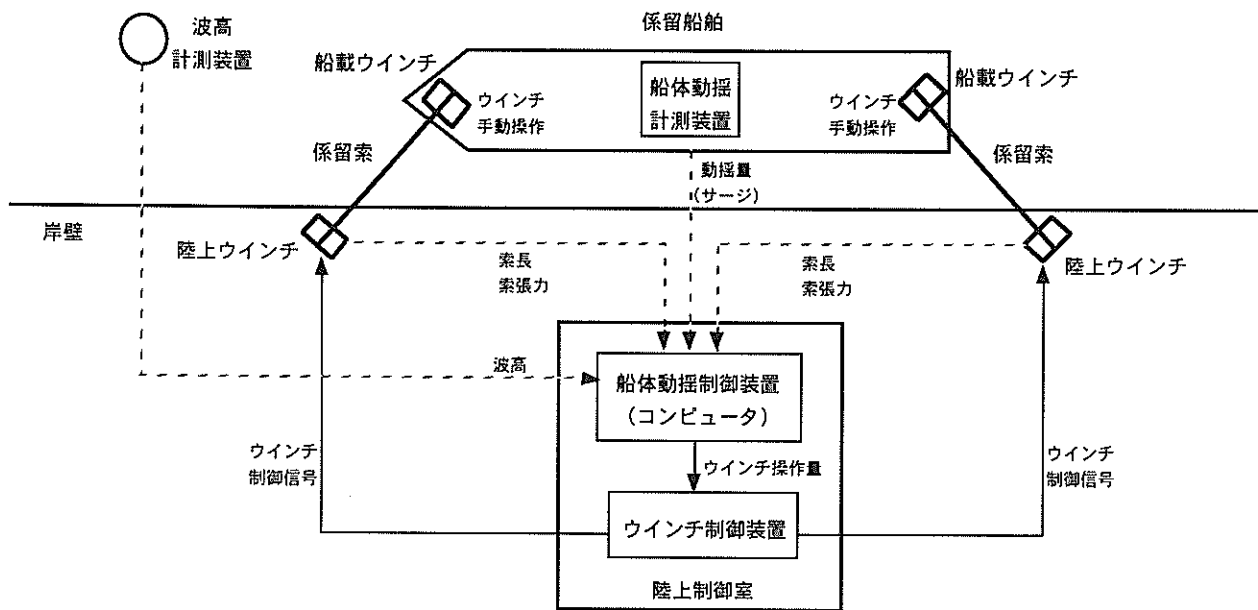 係留船舶
波高
計測装置
船載ウインチ
船載ウインチ
船体動揺
計測装置
ウインチ
手動操作
ウインチ
手動操作
係留索
係留索
動揺量
(サージ)
岸壁
陸上ウインチ
陸上ウインチ
索長
索張力
索長
索張力
波高
船体動揺制御装置
(コンピュータ)
ウインチ
制御信号
ウインチ操作量
ウインチ
制御信号
ウインチ制御装置
陸上制御室